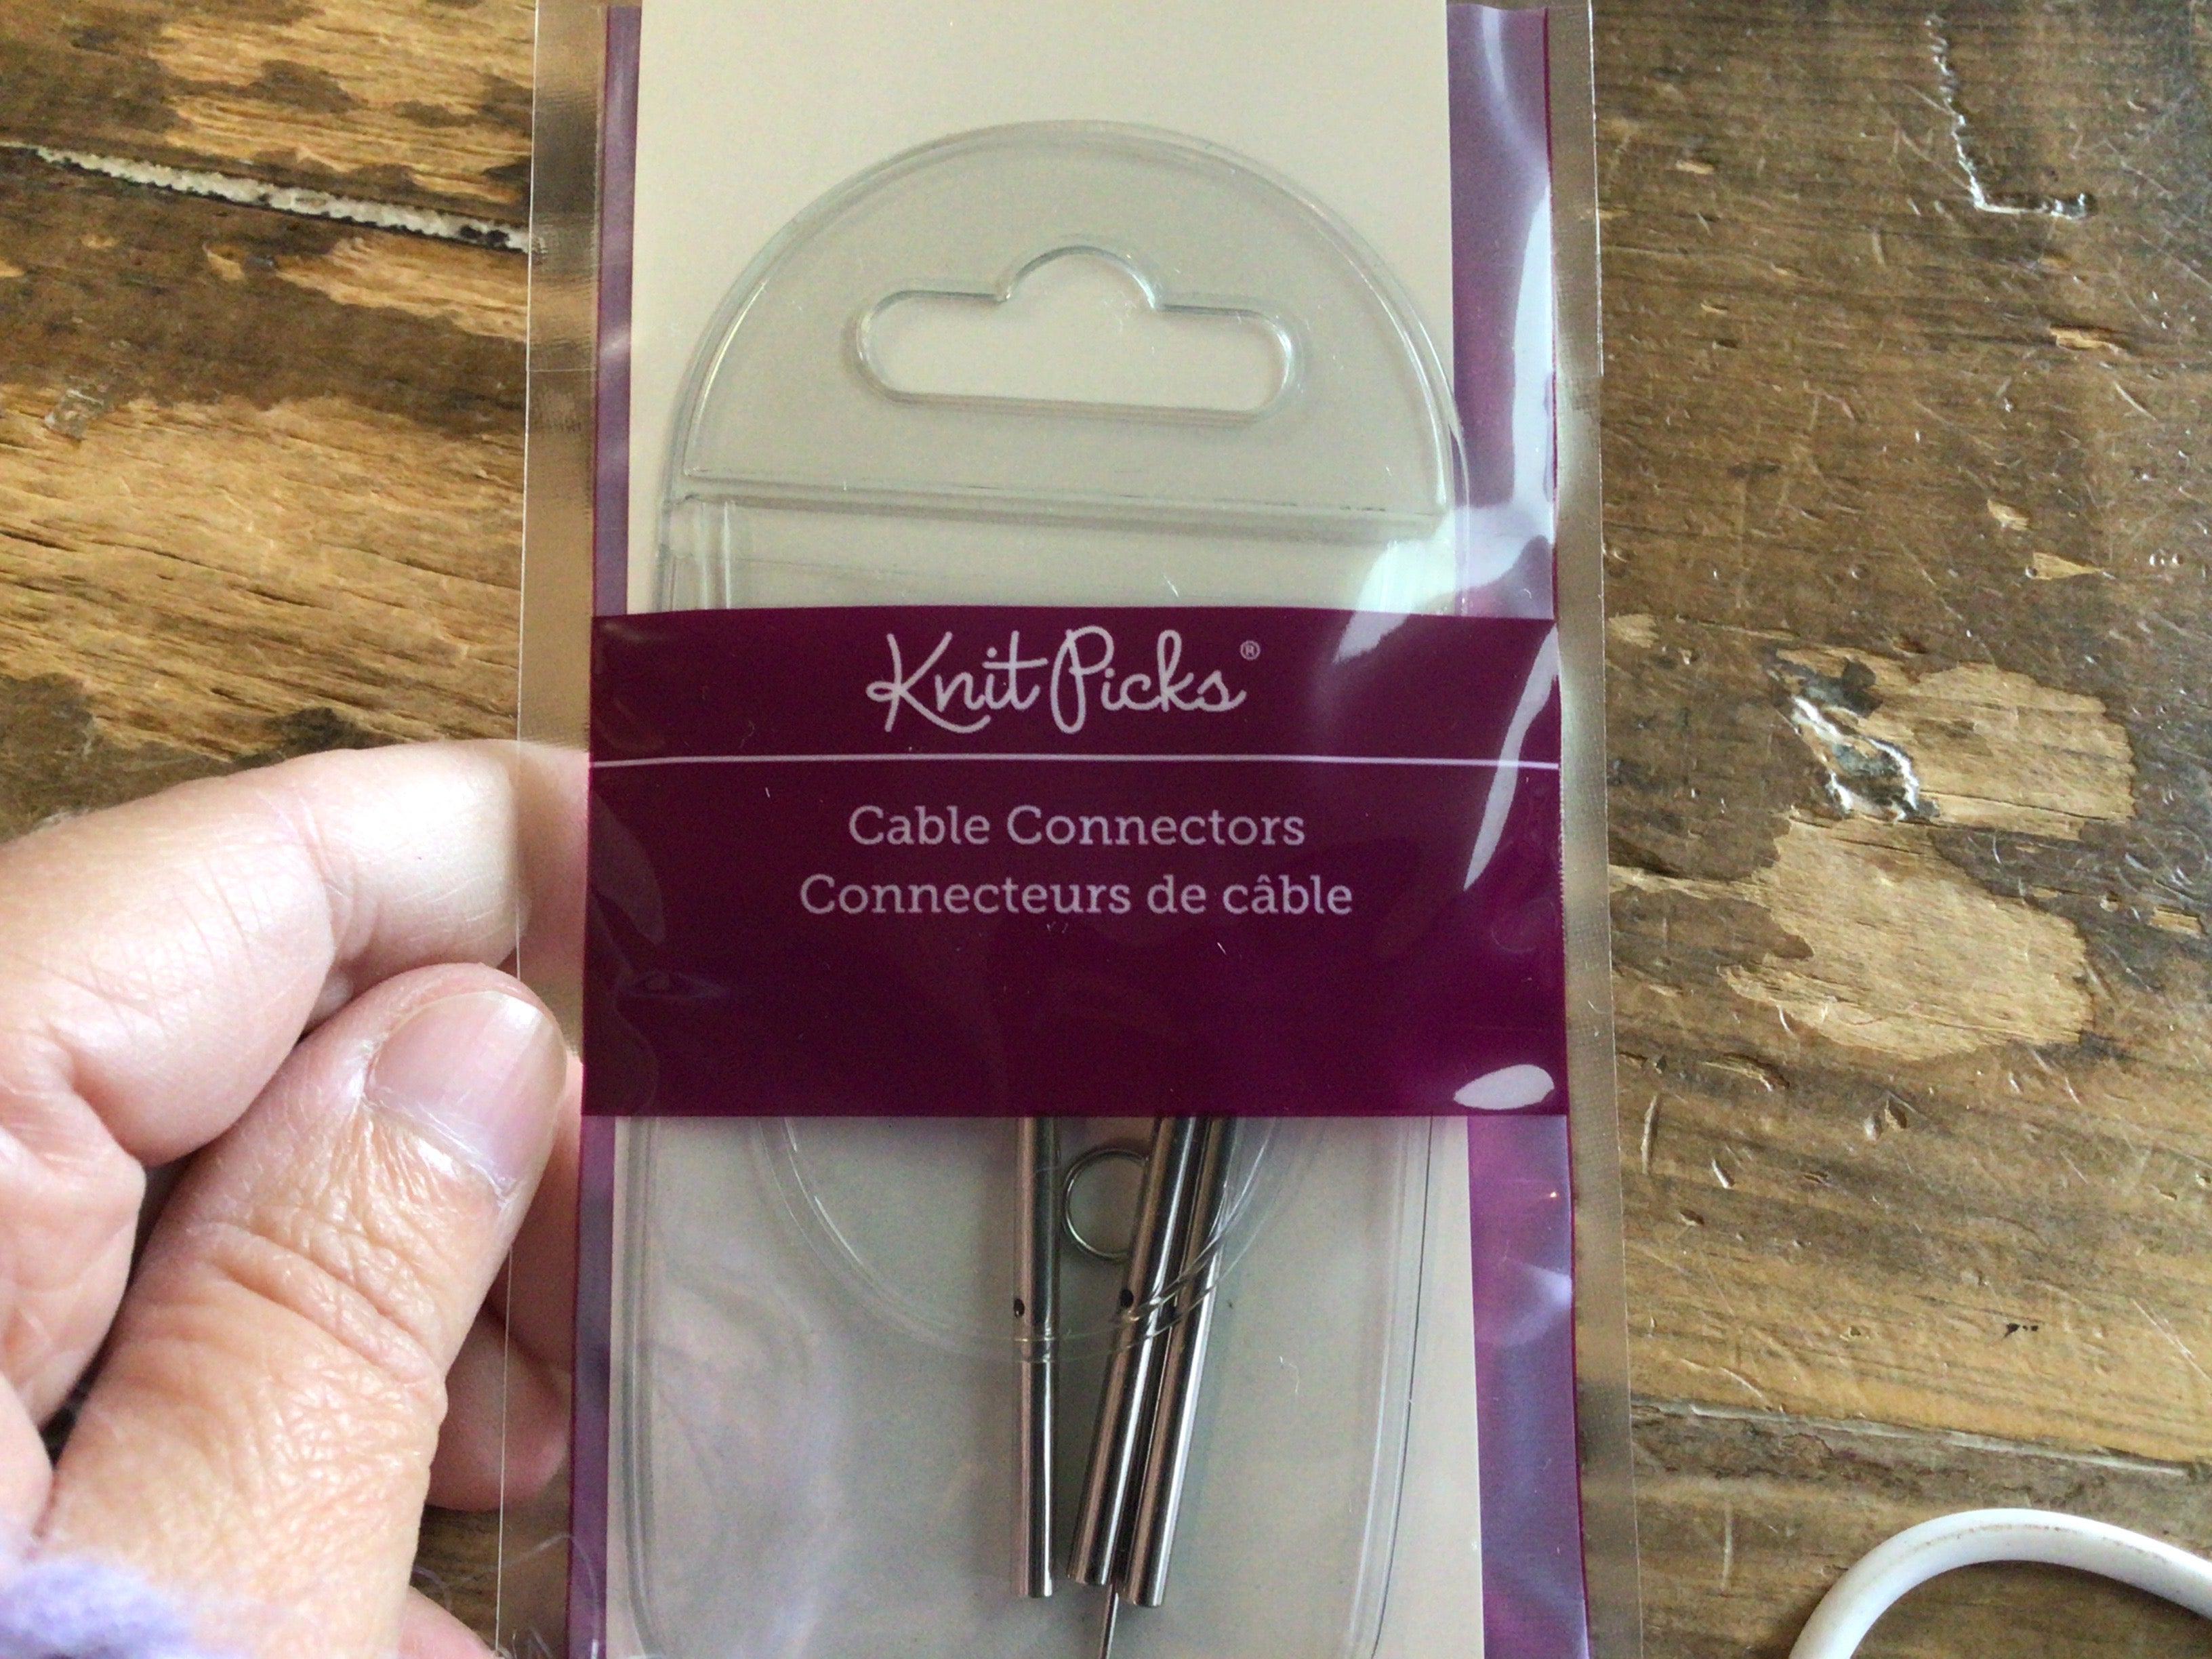 KnitPicks®
Cable Connectors
Connecteurs de câble